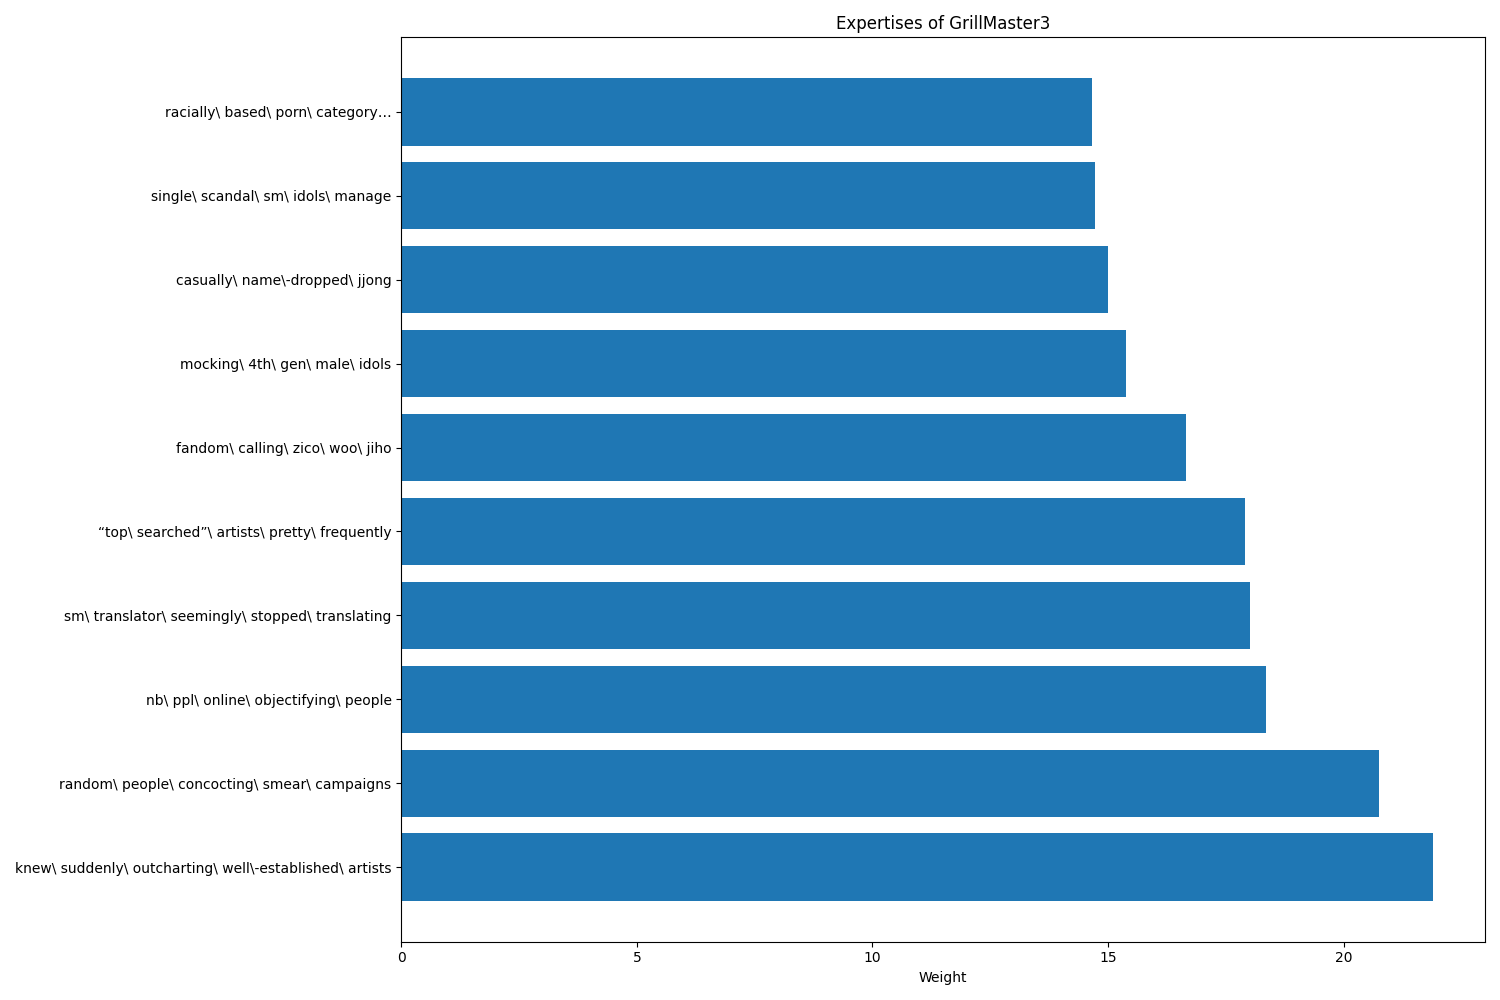 Expertises of GrillMaster3
racially\ based\ porn\ category…
single\ scandal\ sm\ idols\ manage
casually\ name\-dropped\ jjong
mocking\ 4th\ gen\ male\ idols
fandom\ calling\ zico\ woo\ jiho
“top\ searched”\ artists\ pretty\ frequently
sm\ translator\ seemingly\ stopped\ translating
nb\ ppl\ online\ objectifying\ people
random\ people\ concocting\ smear\ campaigns
knew\ suddenly\ outcharting\ well\-established\ artists
0 5 10 15 20
Weight